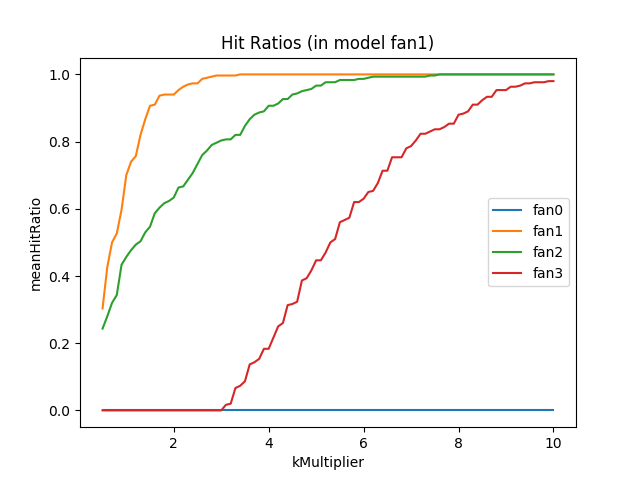 Hit Ratios (in model fan1)
meanHitRatio
1.0
0.8
0.6
0.4
0.2
0.0
fan0
fan1
fan2
fan3
2 4 6 8 10
kMultiplier